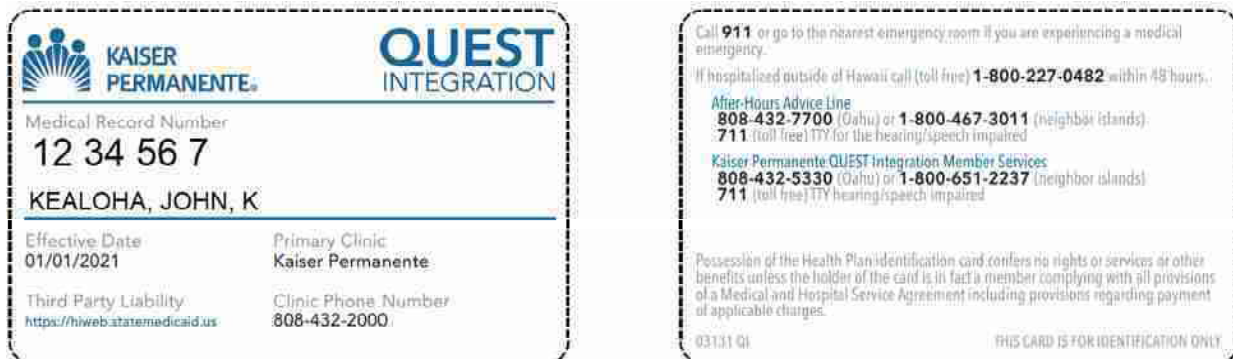 KAISER
PERMANENTE®
QUEST
INTEGRATION
Medical Record Number
12 34 56 7
KEALOHA, JOHN, K
Effective Date
01/01/2021
Primary Clinic
Kaiser Permanente
Third Party Liability
https://hiweb.statemedicaid.us
Clinic Phone Number
808-432-2000
Call 911 or go to the nearest emergency room if you are experiencing a medical
emergency.
If hospitalized outside of Hawaii call (toll free) 1-800-227-0482 within 48 hours.
After-Hours Advice Line
808-432-7700 (Oahu) or 1-800-467-3011 (neighbor islands)
711 (toll free) TTY for the hearing/speech impaired
Kaiser Permanente QUEST Integration Member Services
808-432-5330 (Oahu) or 1-800-651-2237 (neighbor islands)
711 (toll free) TTY hearing/speech impaired
Possession of the Health Plan identification card confers no rights or services or other
benefits unless the holder of the card is in fact a member complying with all provisions
of a Medical and Hospital Service Agreement including provisions regarding payment
of applicable charges.
03131 QI
THIS CARD IS FOR IDENTIFICATION ONLY